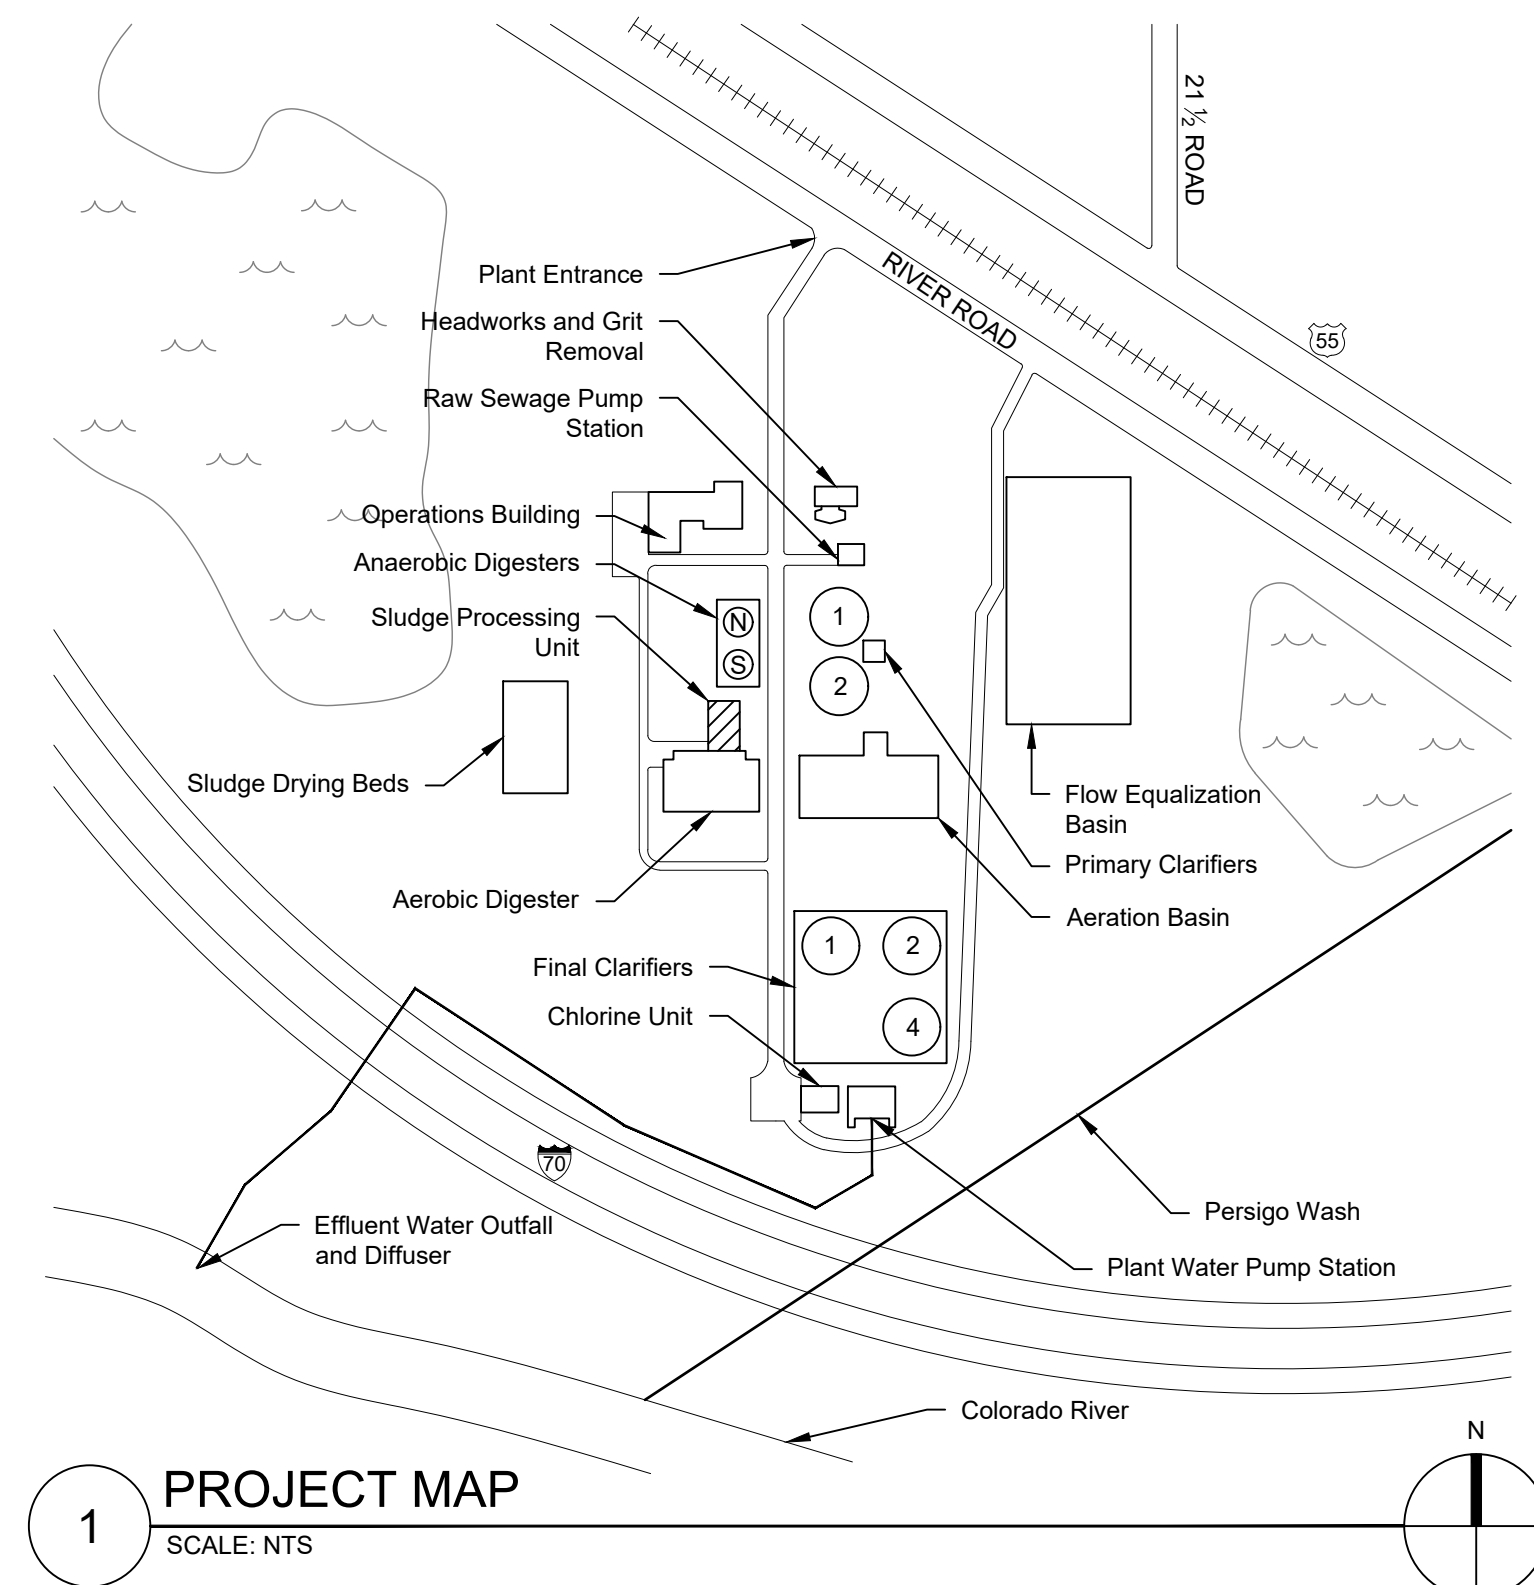 21 ½ ROAD
Plant Entrance
RIVER ROAD
Headworks and Grit
Removal
55
Raw Sewage Pump
Station
Operations Building
Anaerobic Digesters
N
1
Sludge Processing
Unit
S
2
Sludge Drying Beds
Flow Equalization
Basin
Primary Clarifiers
Aerobic Digester
Aeration Basin
1
2
Final Clarifiers
Chlorine Unit
4
70
Persigo Wash
Effluent Water Outfall
and Diffuser
Plant Water Pump Station
Colorado River
N
1
PROJECT MAP
SCALE: NTS